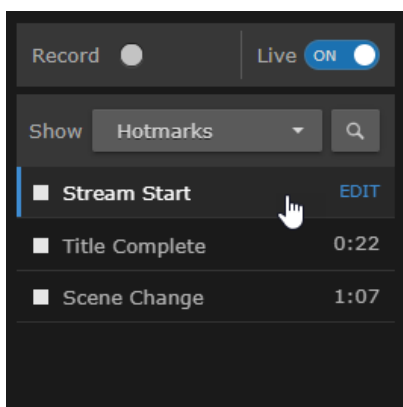 Record Live ON
Show Hotmarks
Stream Start EDIT
Title Complete 0:22
Scene Change 1:07